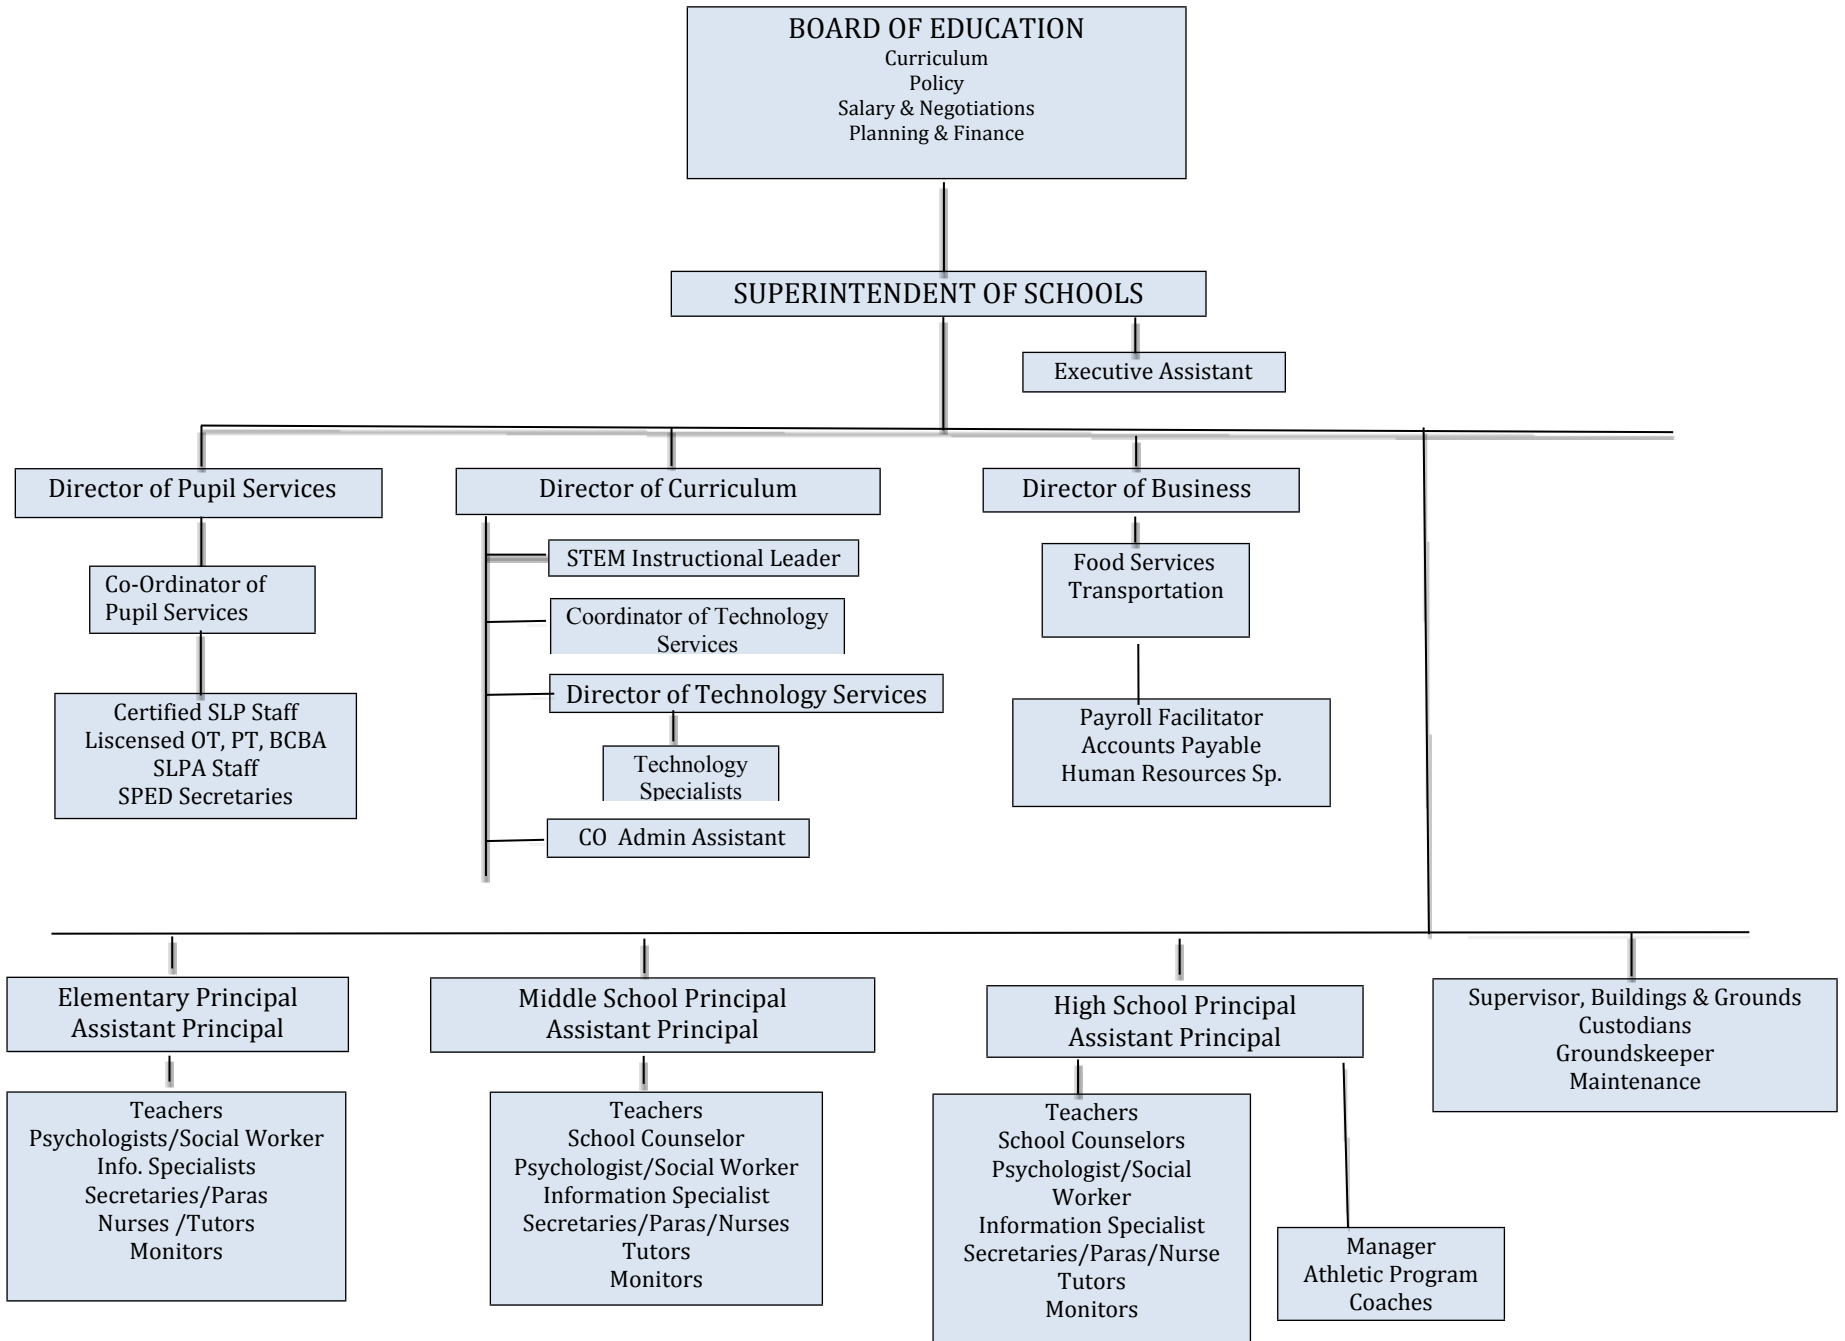 BOARD OF EDUCATION
Curriculum
Policy
Salary & Negotiations
Planning & Finance
SUPERINTENDENT OF SCHOOLS
Executive Assistant
Director of Pupil Services
Co-Ordinator of
Pupil Services
Certified SLP Staff
Liscensed OT, PT, BCBA
SLPA Staff
SPED Secretaries
Director of Curriculum
STEM Instructional Leader
Coordinator of Technology
Services
Director of Technology Services
Technology
Specialists
CO  Admin Assistant
Director of Business
Food Services
Transportation
Payroll Facilitator
Accounts Payable
Human Resources Sp.
Elementary Principal
Assistant Principal
Teachers
Psychologists/Social Worker
Info. Specialists
Secretaries/Paras
Nurses /Tutors
Monitors
Middle School Principal
Assistant Principal
Teachers
School Counselor
Psychologist/Social Worker
Information Specialist
Secretaries/Paras/Nurses
Tutors
Monitors
High School Principal
Assistant Principal
Teachers
School Counselors
Psychologist/Social
Worker
Information Specialist
Secretaries/Paras/Nurse
Tutors
Monitors
Manager
Athletic Program
Coaches
Supervisor, Buildings & Grounds
Custodians
Groundskeeper
Maintenance